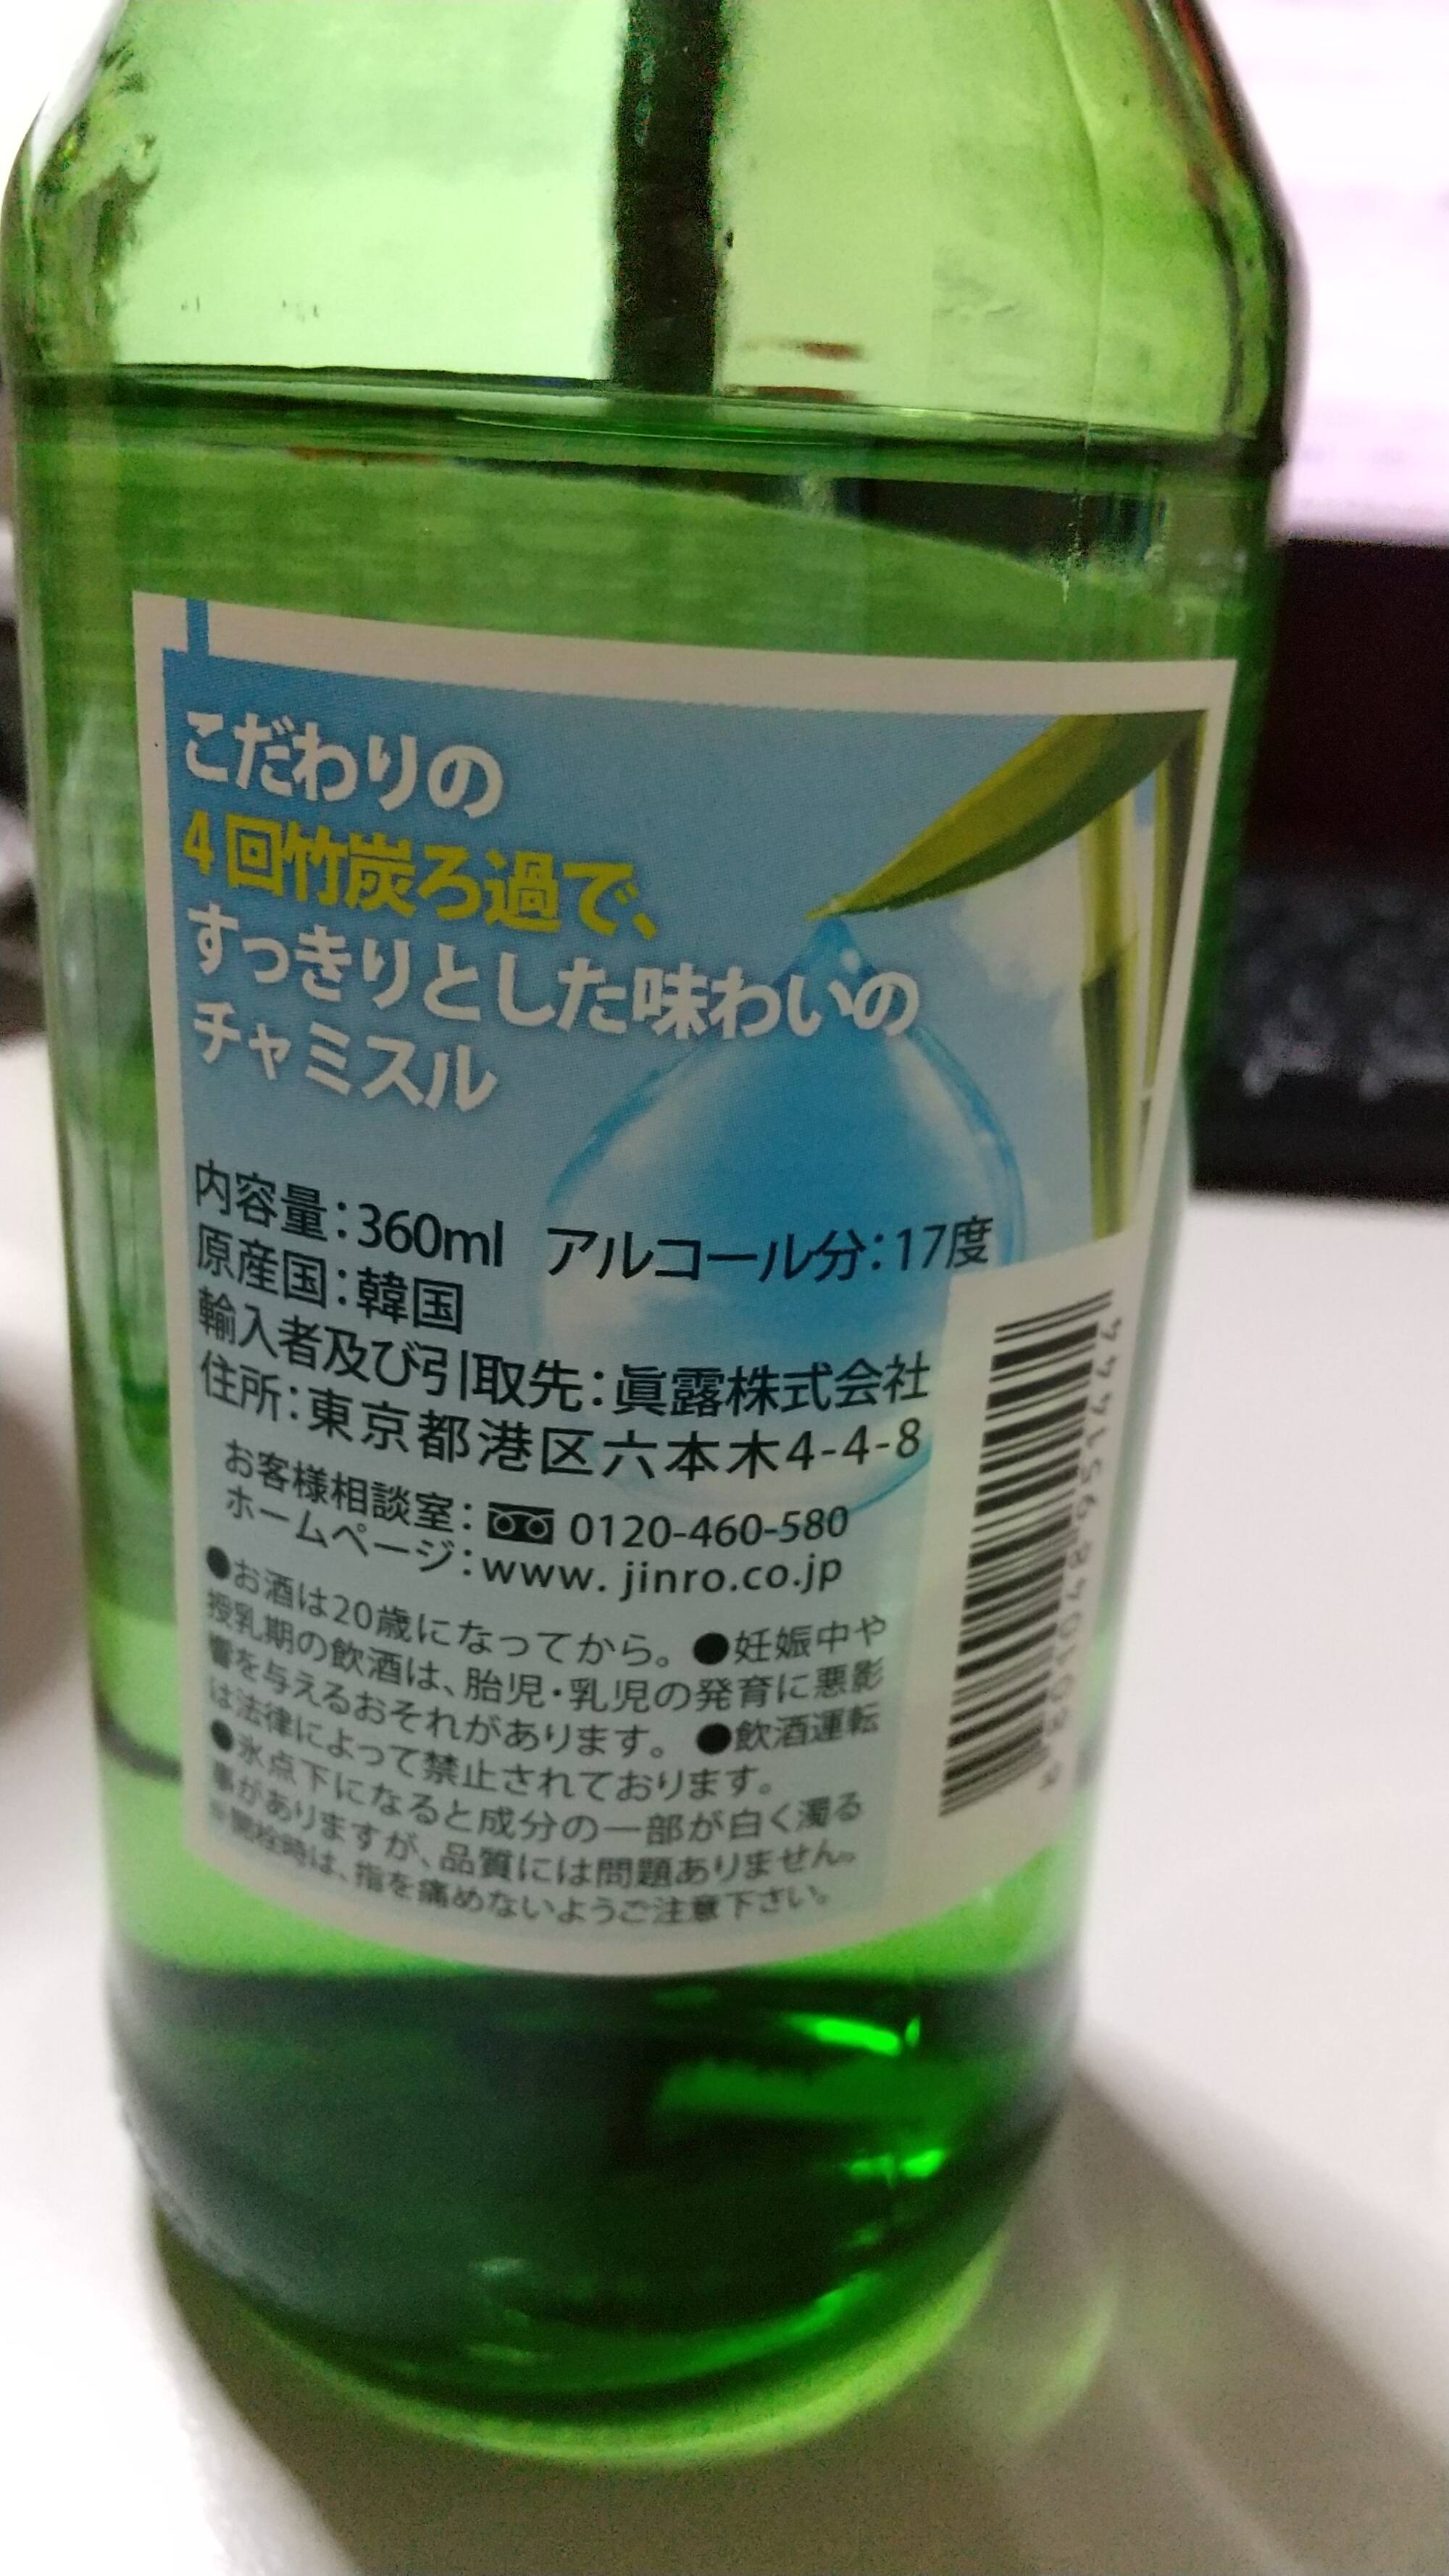 こだわりの
4回竹炭ろ過で、
すっきりとした味わいの
チャミスル
内容量：360ml アルコール分：17度
原産国：韓国
輸入者及び引取先：眞露株式会社
住所：東京都港区六本木4-4-8
お客様相談室： 0120-460-580
ホームページ：www. jinro.co.jp
●お酒は20歳になってから。 ●妊娠中や
授乳期の飲酒は、胎児・乳児の発育に悪影
響を与えるおそれがあります。 ●飲酒運転
は法律によって禁止されております。
●氷点下になると成分の一部が白く濁る
事がありますが、品質には問題ありません。
※開栓時は、指を痛めないようご注意下さい。